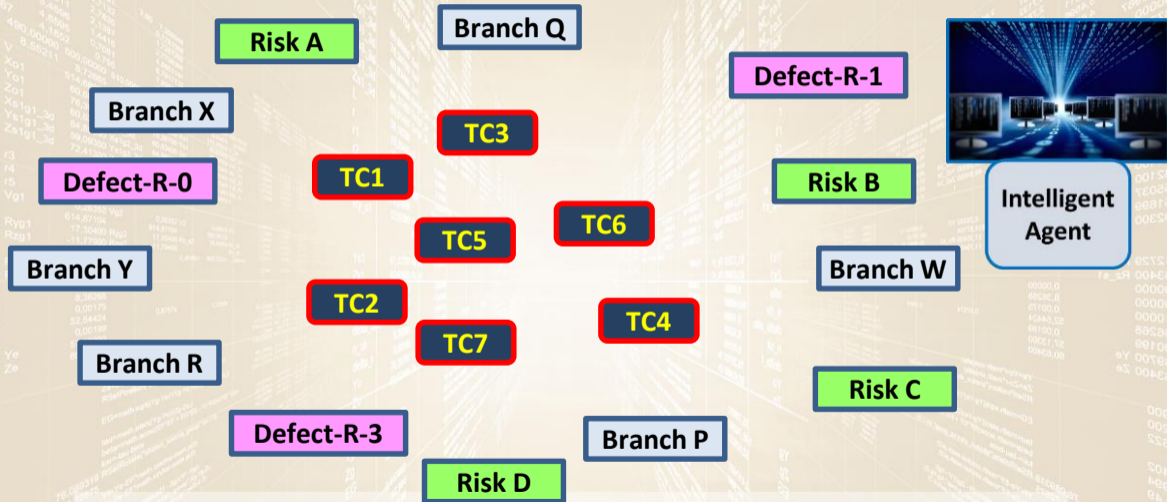 Branch Q
Risk A
Defect-R-1
Branch X
TC3
TC1
Defect-R-0
Risk B
Intelligent
Agent
TC6
TC5
Branch Y
Branch W
TC2
TC4
TC7
Branch R
Risk C
Defect-R-3
Branch P
Risk D